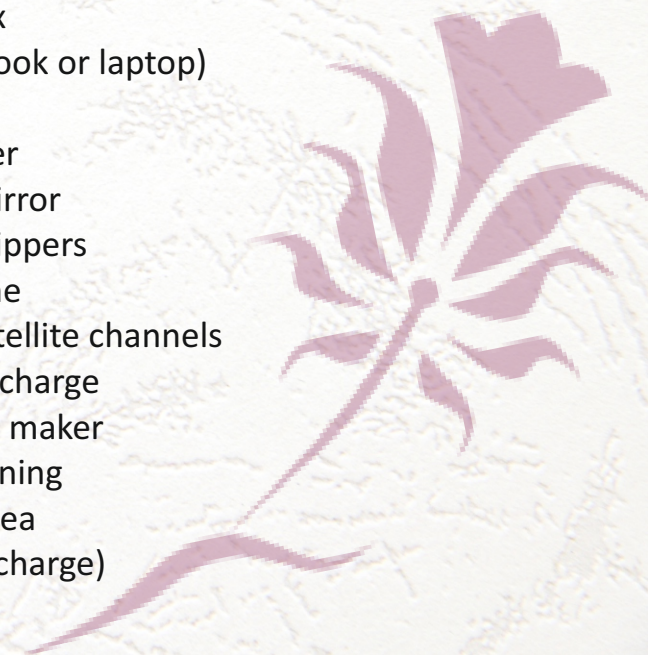 x
ook or laptop)
er
irror
ippers
ne
tellite channels
charge
maker
ning
ea
charge)